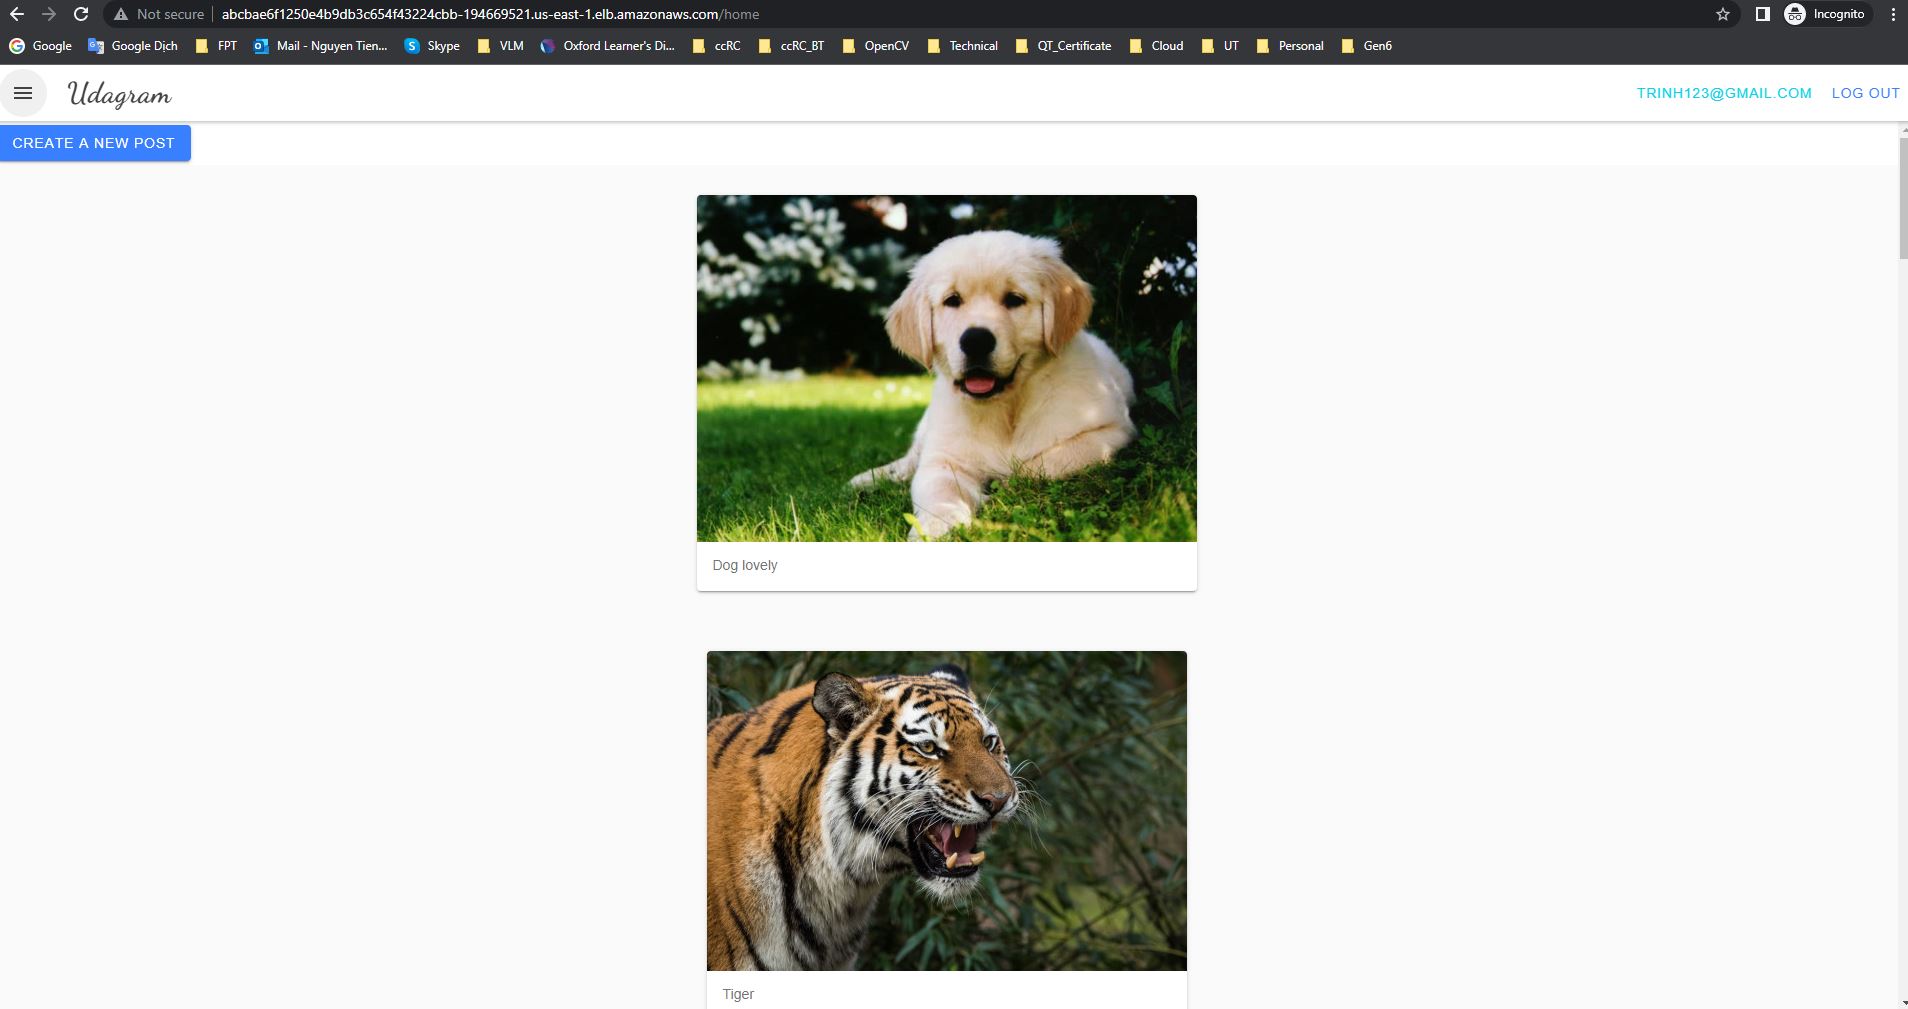 Not secure | abcbae6f1250e4b9db3c654f43224cbb-194669521.us-east-1.elb.amazonaws.com/home Incognito
Google Google Dịch FPT Mail - Nguyen Tien... Skype VLM Oxford Learner's Di... ccRC ccRC_BT OpenCV Technical QT_Certificate Cloud UT Personal Gen6
Udagram TRINH123@GMAIL.COM LOG OUT
CREATE A NEW POST
Dog lovely
Tiger